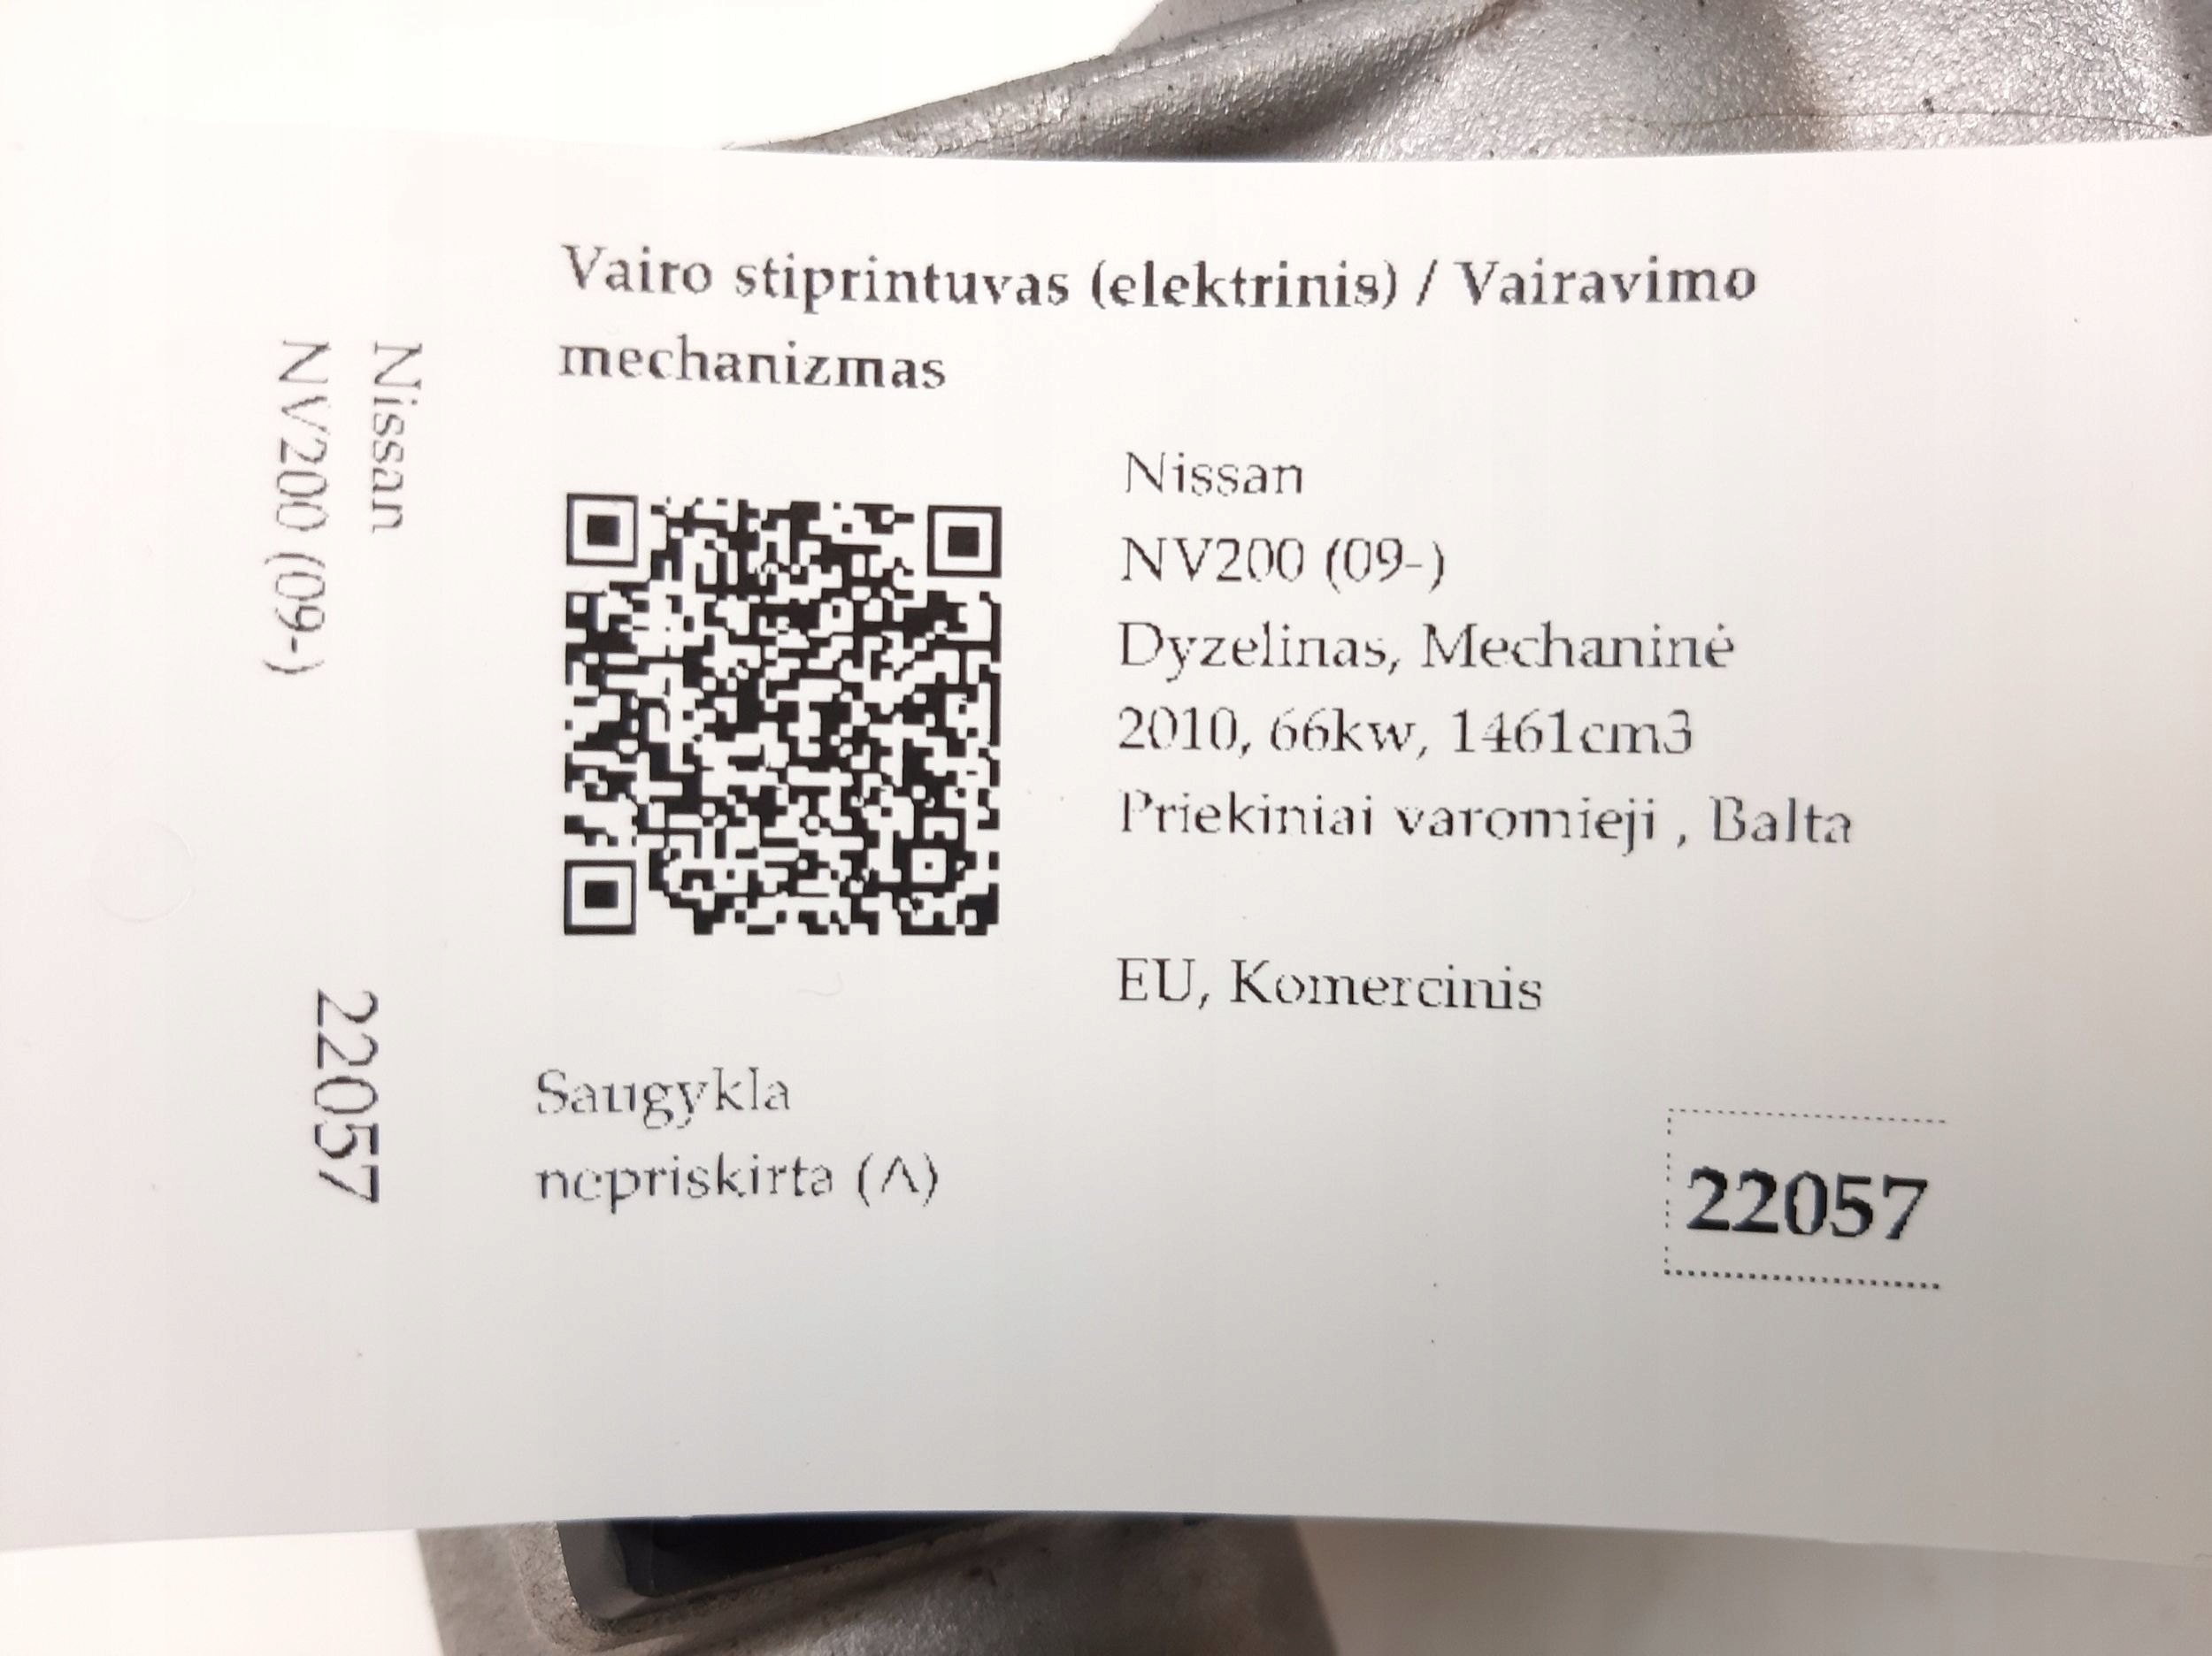 Vairo stiprintuvas (elektrinis) / Vairavimo
mechanizmas
Nissan
NV200 (09-)
Nissan
NV200 (09-)
Dyzelinas, Mechaninė
2010, 66kw, 1461cm3
Priekiniai varomieji , Balta
EU, Komercinis
22057
Saugykla
nepriskirta (A)
22057